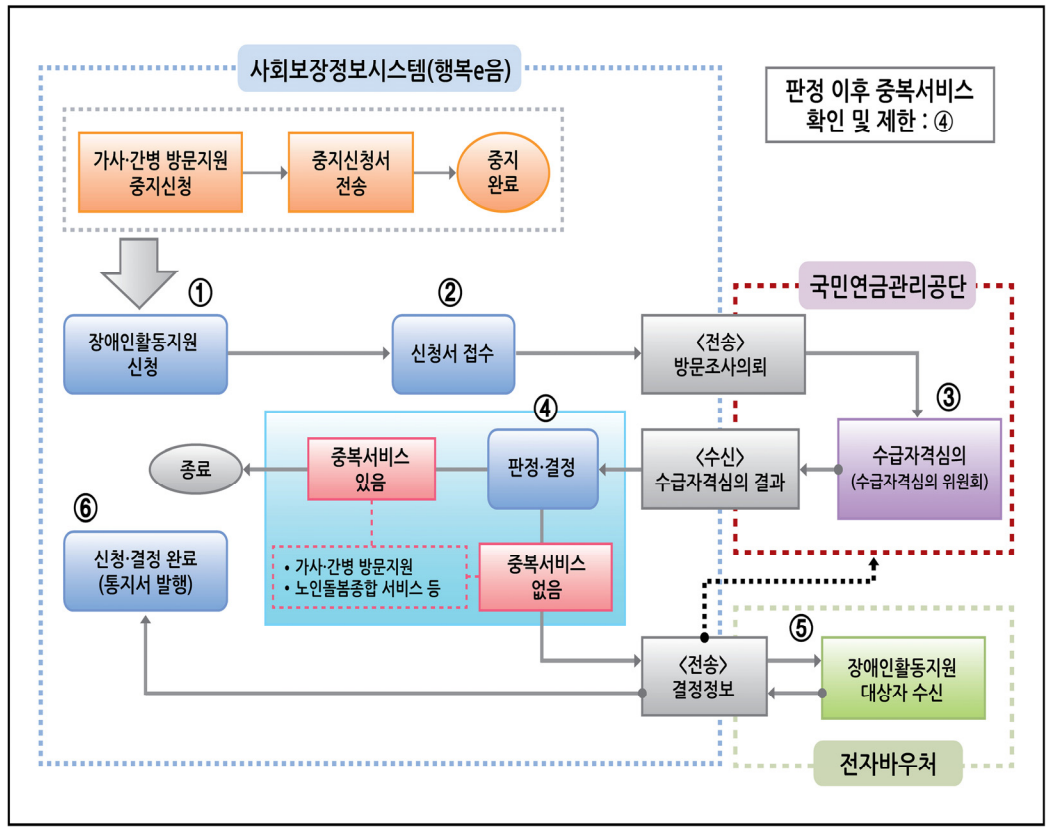 사회보장정보시스템(행복e음)
판정 이후 중복서비스
확인 및 제한 : ④
가사·간병 방문지원
중지신청
중지신청서
전송
중지
완료
국민연금관리공단
①
장애인활동지원
신청
②
신청서 접수
〈전송〉
방문조사의뢰
③
수급자격심의
(수급자격심의 위원회)
〈수신〉
수급자격심의 결과
④
판정·결정
중복서비스
있음
종료
• 가사·간병 방문지원
• 노인돌봄종합 서비스 등
중복서비스
없음
⑥
신청·결정 완료
(통지서 발행)
〈전송〉
결정정보
⑤
장애인활동지원
대상자 수신
전자바우처